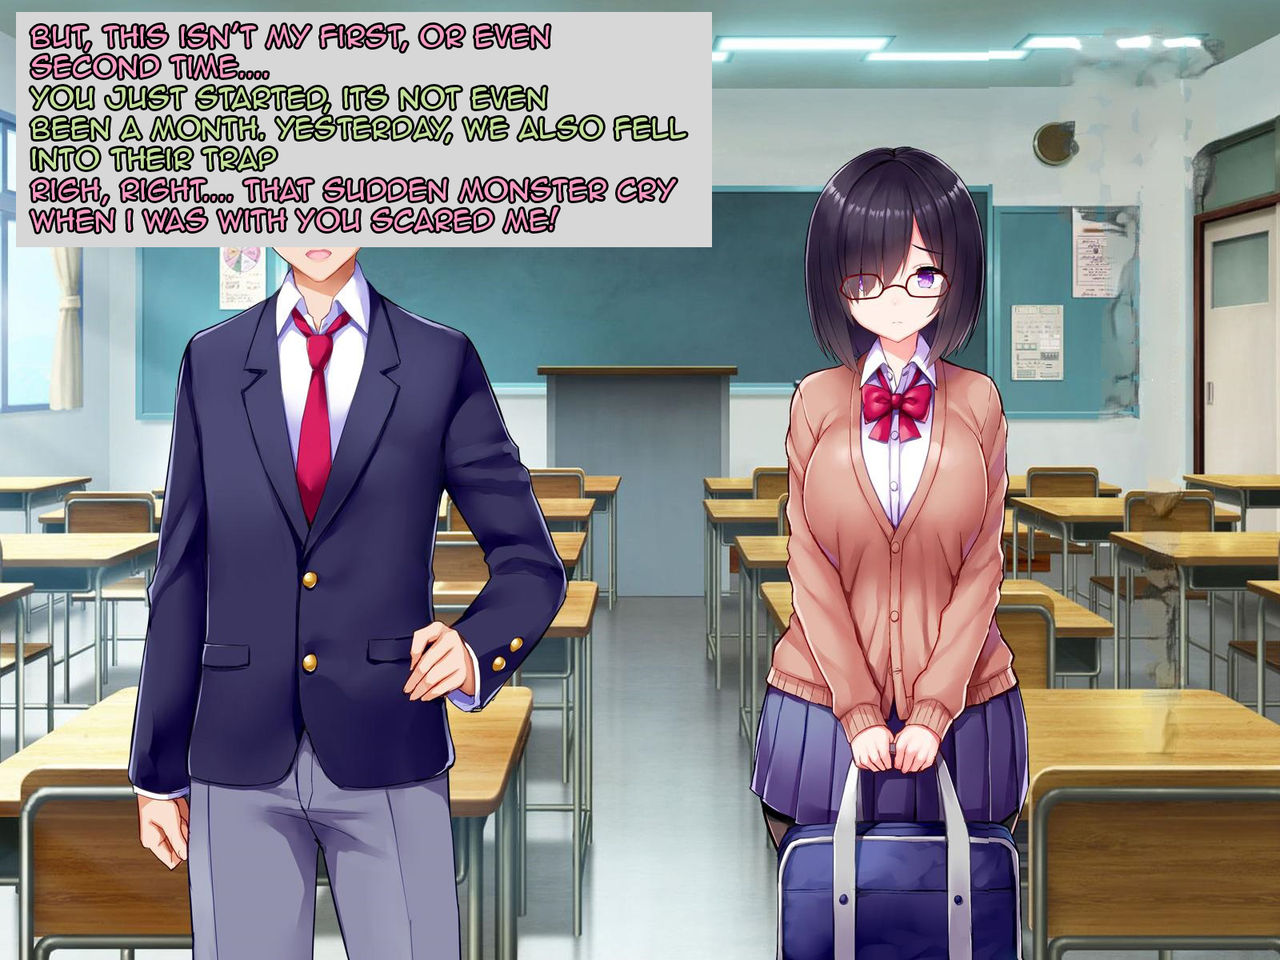 BUT, THIS ISN'T MY FIRST, OR EVEN
SECOND TIME....
YOU JUST STARTED, ITS NOT EVEN
BEEN A MONTH. YESTERDAY, WE ALSO FELL
INTO THEIR TRAP
RIGH, RIGHT.... THAT SUDDEN MONSTER CRY
WHEN I WAS WITH YOU SCARED ME!